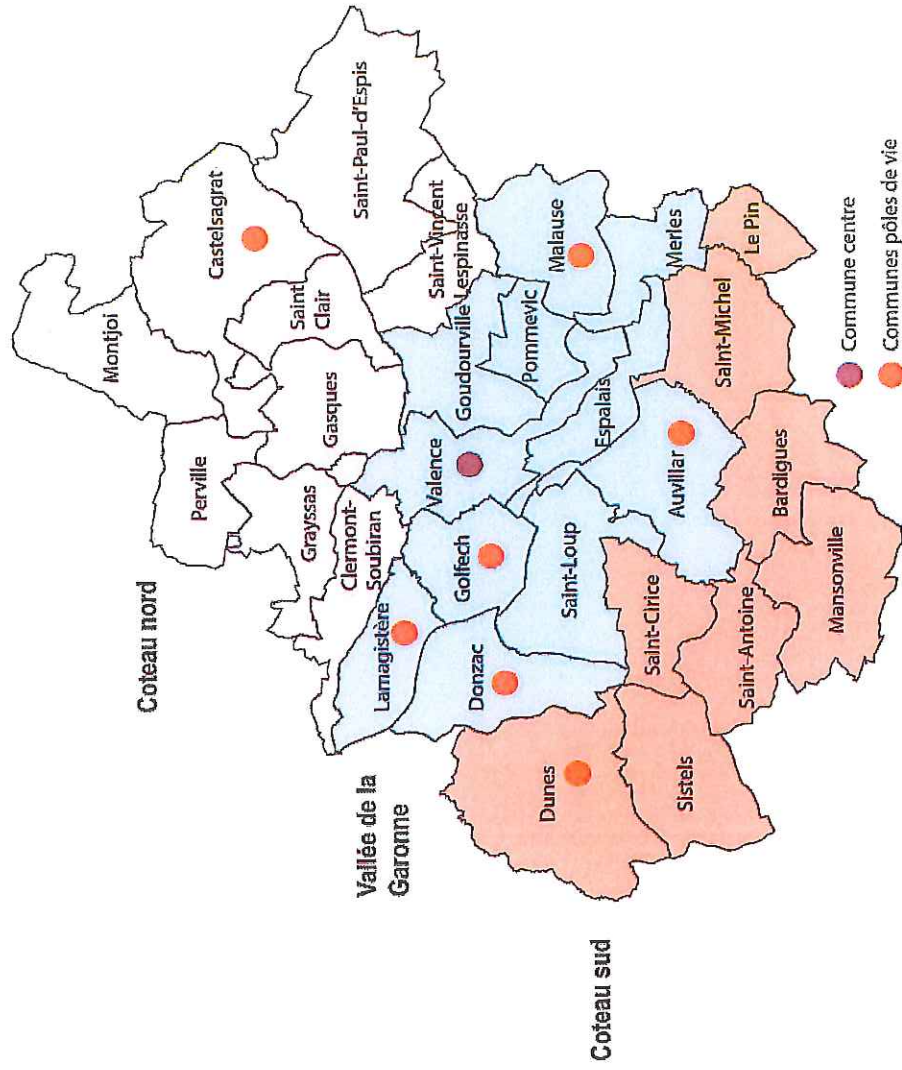 Coteau nord
Montjoi
Perville
Castelsagrat
Grayssas
Gasques
Saint
Clair
Saint-Paul-d'Espis
Clermont-
Soubiran
Saint-Vincent
Lespinasse
Vallée de la
Garonne
Lamagistère
Golfech
Valence
Goudourville
Pommevic
Malause
Donzac
Saint-Loup
Espalais
Merles
Auvillar
Coteau sud
Dunes
Sistels
Saint-Cirice
Saint-Antoine
Mansonville
Bardigues
Saint-Michel
Le Pin
Commune centre
Communes pôles de vie